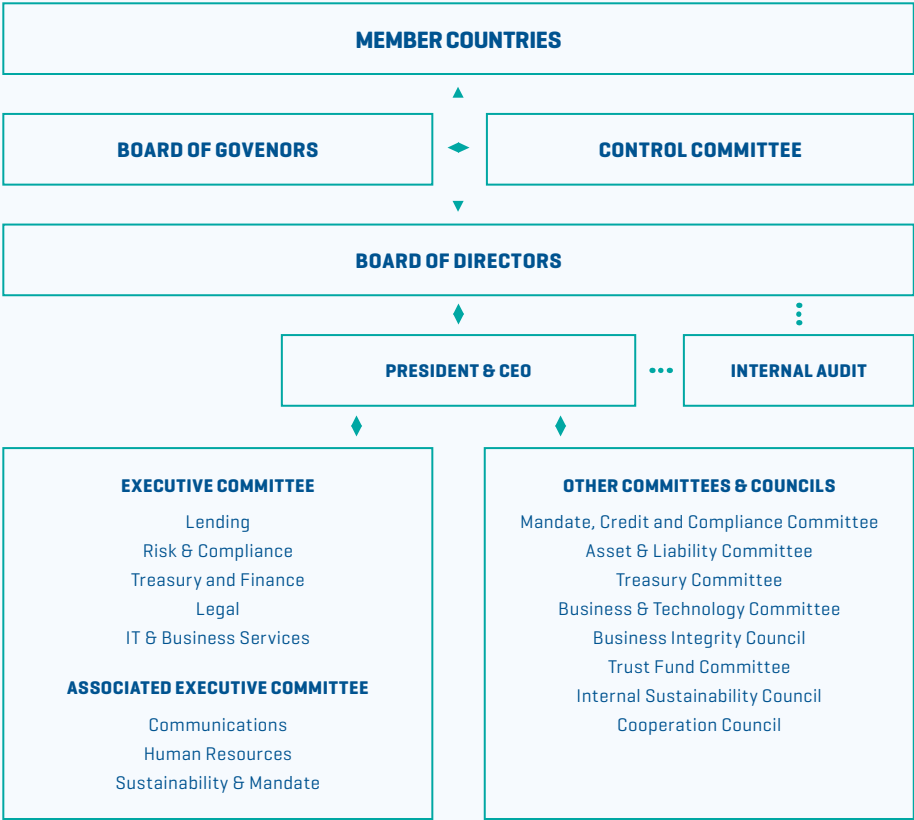 MEMBER COUNTRIES
BOARD OF GOVENORS
CONTROL COMMITTEE
BOARD OF DIRECTORS
PRESIDENT & CEO
INTERNAL AUDIT
EXECUTIVE COMMITTEE
Lending
Risk & Compliance
Treasury and Finance
Legal
IT & Business Services
ASSOCIATED EXECUTIVE COMMITTEE
Communications
Human Resources
Sustainability & Mandate
OTHER COMMITTEES & COUNCILS
Mandate, Credit and Compliance Committee
Asset & Liability Committee
Treasury Committee
Business & Technology Committee
Business Integrity Council
Trust Fund Committee
Internal Sustainability Council
Cooperation Council